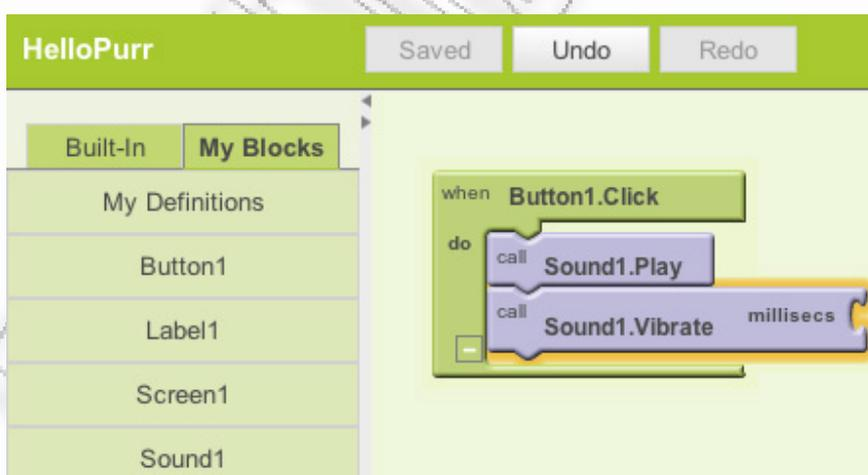 HelloPurr
Saved Undo Redo
Built-In My Blocks
My Definitions
Button1
Label1
Screen1
Sound1
when Button1.Click
do
call Sound1.Play
call Sound1.Vibrate millisecs